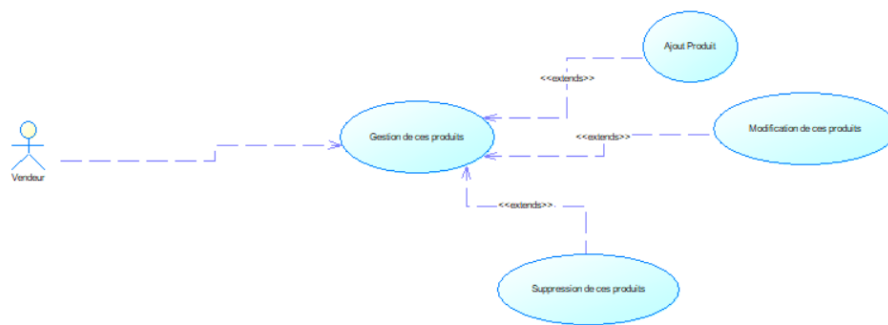 Ajout Produit
<<extends>>
Modification de ces produits
<<extends>>
Gestion de ces produits
Vendeur
<<extends>>
Suppression de ces produits